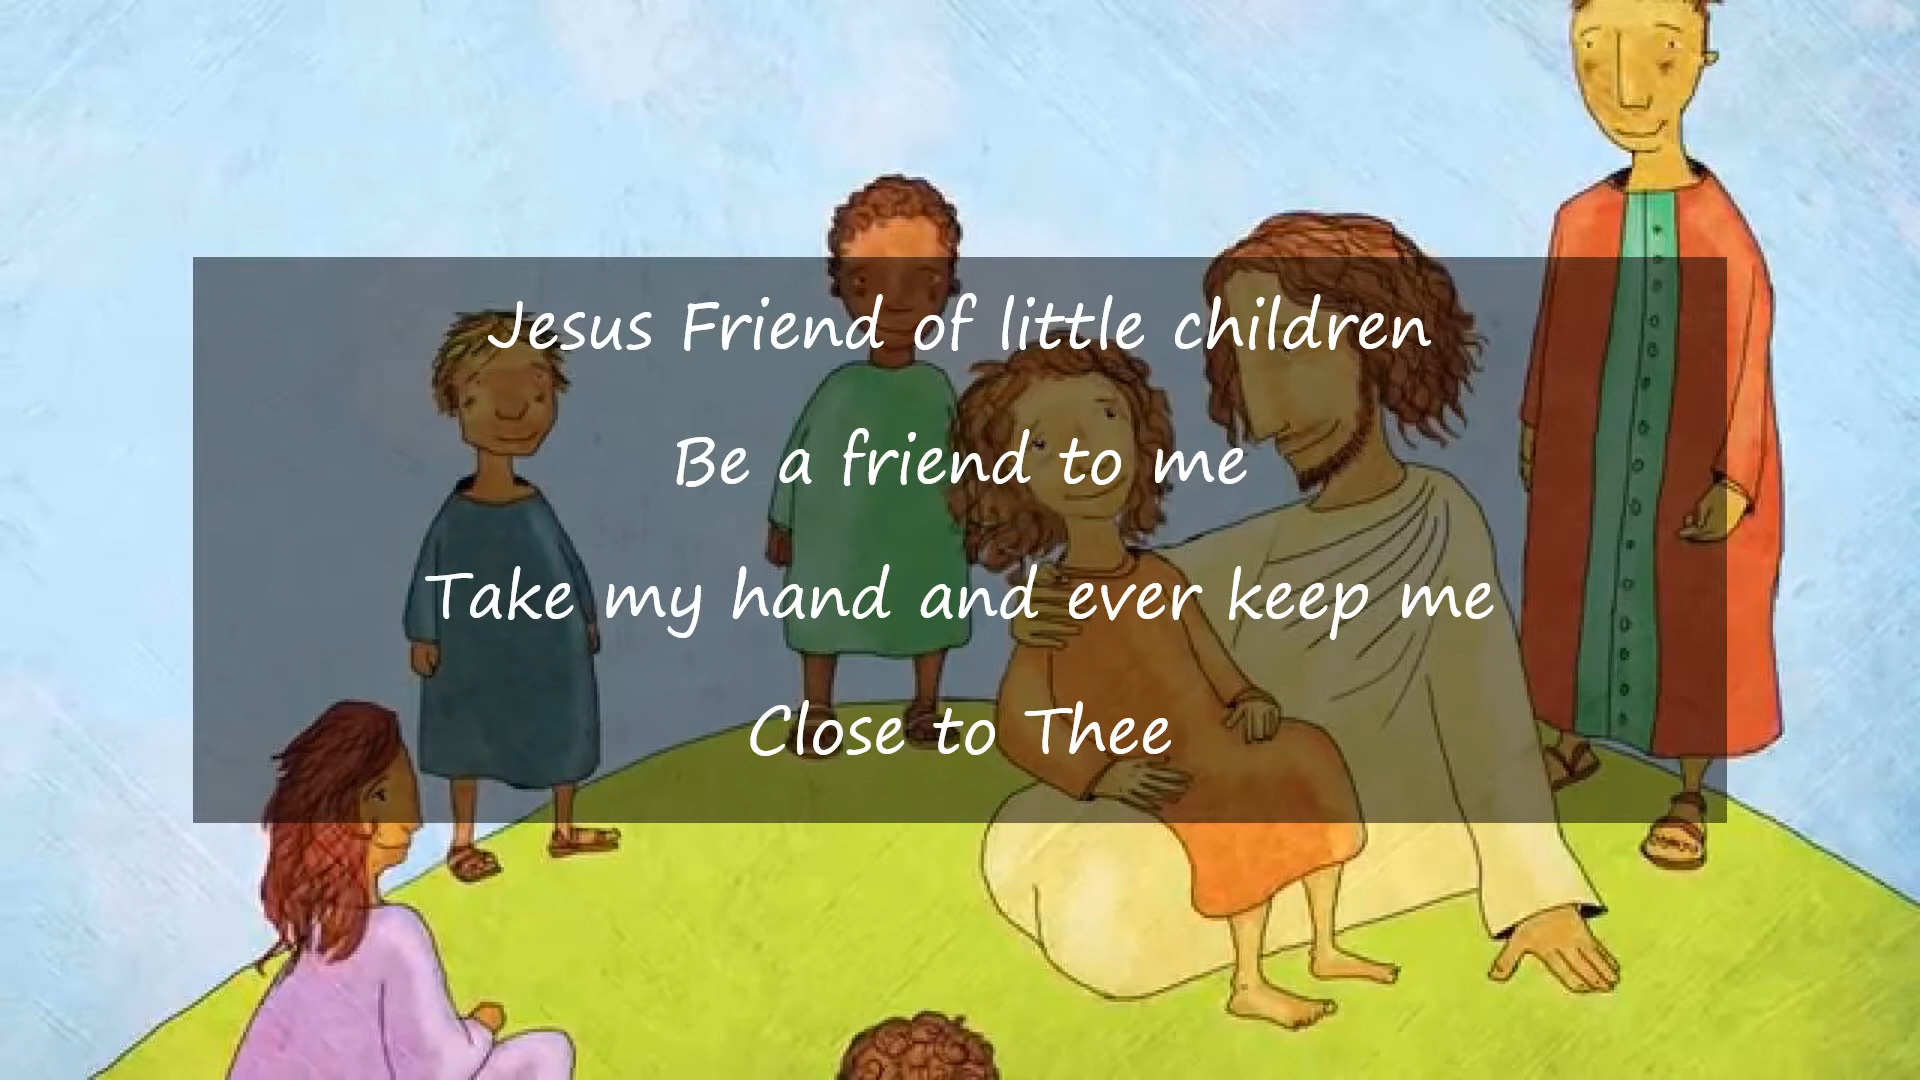 Jesus Friend of little children
Be a friend to me
Take my hand and ever keep me
Close to Thee